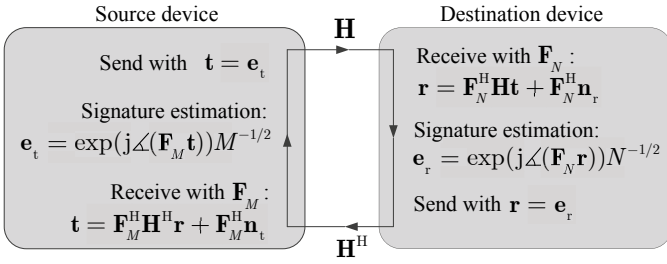 Source device
Send with t = e_t
Signature estimation:
e_t = exp(j∡(F_M t))M^{-1/2}
Receive with F_M :
t = F_M^H H^H r + F_M^H n_t
H
H^H
Destination device
Receive with F_N :
r = F_N^H Ht + F_N^H n_r
Signature estimation:
e_r = exp(j∡(F_N r))N^{-1/2}
Send with r = e_r